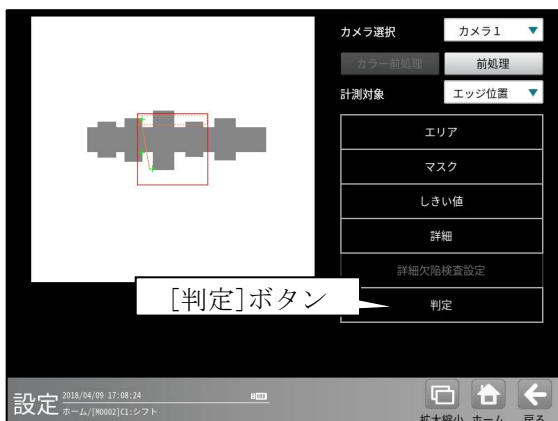 カメラ選択 カメラ1
カラー前処理 前処理
計測対象 エッジ位置
エリア
マスク
しきい値
詳細
詳細欠陥検査設定
[判定]ボタン
判定
設定
2018/04/09 17:08:24
ホーム/[M0002]C1:シフト
拡大縮小 ホーム 戻る